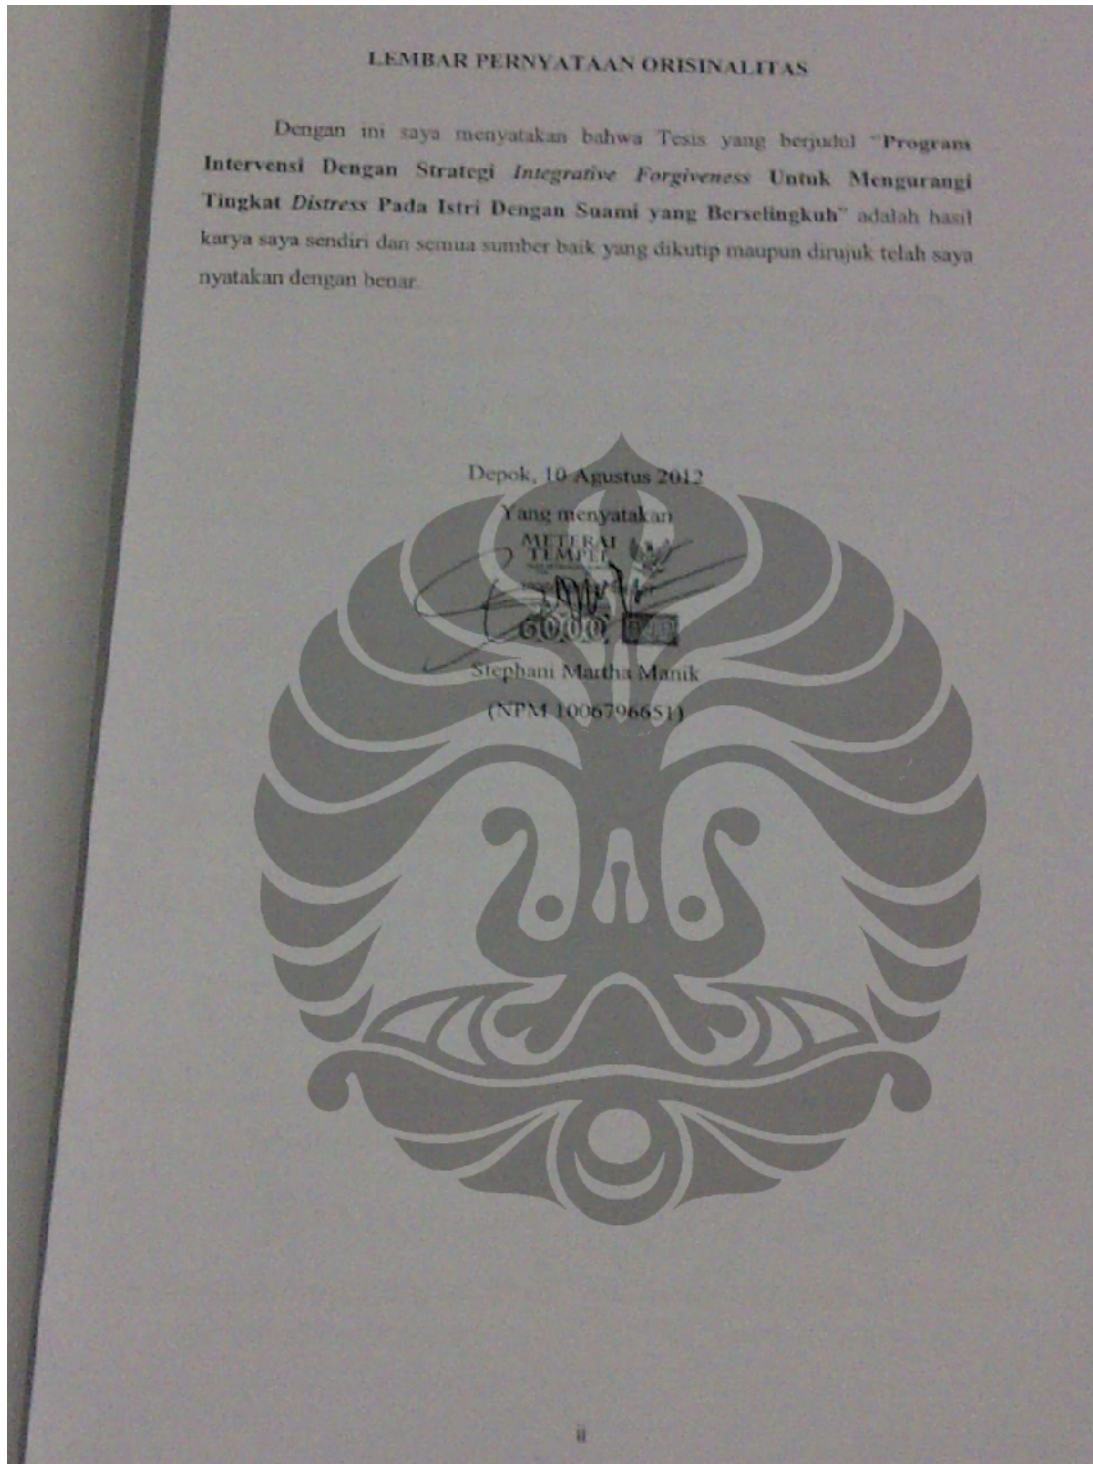 LEMBAR PERNYATAAN ORISINALITAS
Dengan ini saya menyatakan bahwa Tesis yang berjudul "Program
Intervensi Dengan Strategi Integrative Forgiveness Untuk Mengurangi
Tingkat Distress Pada Istri Dengan Suami yang Berselingkuh" adalah hasil
karya saya sendiri dan semua sumber baik yang dikutip maupun dirujuk telah saya
nyatakan dengan benar.
Depok, 10 Agustus 2012
Yang menyatakan
METERAI
TEMPEL
6000
Stephani Martha Manik
(NPM 1006796651)
ii